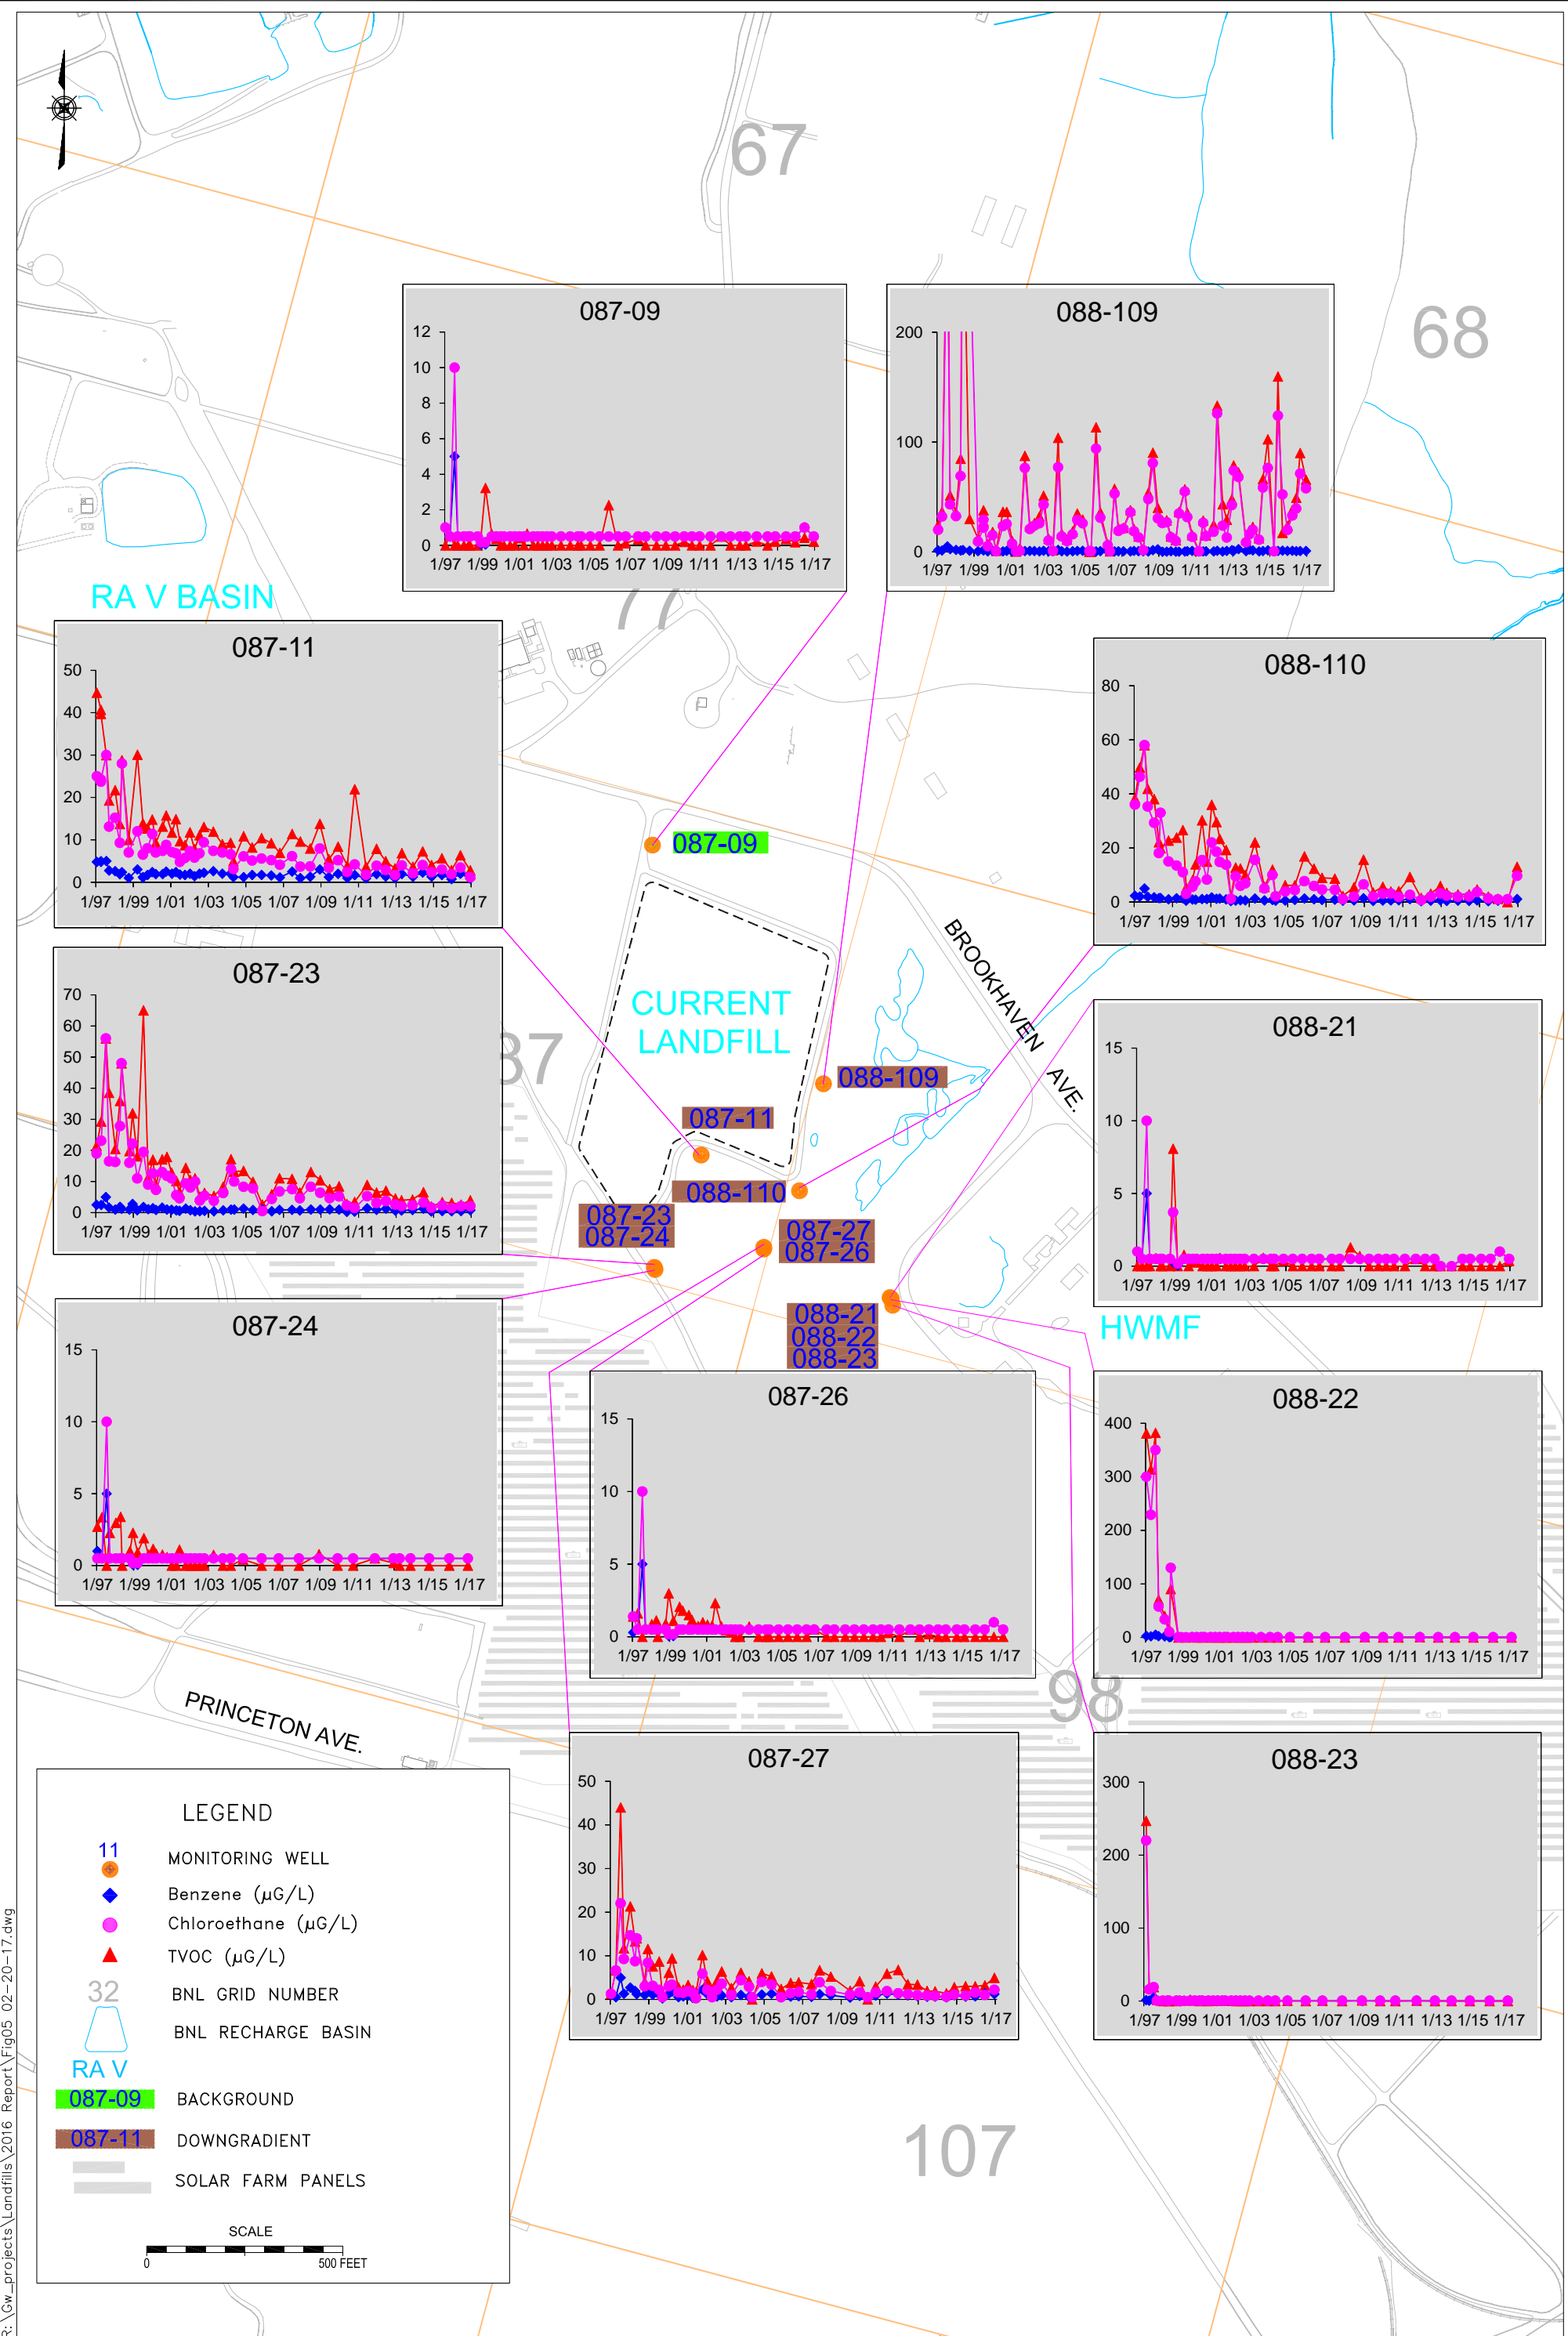 67
68
77
087-09
12
10
8
6
4
2
0
1/97 1/99 1/01 1/03 1/05 1/07 1/09 1/11 1/13 1/15 1/17
088-109
200
100
0
1/97 1/99 1/01 1/03 1/05 1/07 1/09 1/11 1/13 1/15 1/17
RA V BASIN
087-11
50
40
30
20
10
0
1/97 1/99 1/01 1/03 1/05 1/07 1/09 1/11 1/13 1/15 1/17
088-110
80
60
40
20
0
1/97 1/99 1/01 1/03 1/05 1/07 1/09 1/11 1/13 1/15 1/17
087-09
BROOKHAVEN AVE.
CURRENT
LANDFILL
087-23
70
60
50
40
30
20
10
0
1/97 1/99 1/01 1/03 1/05 1/07 1/09 1/11 1/13 1/15 1/17
87
088-109
087-11
088-110
087-23
087-24
087-27
087-26
088-21
088-22
088-23
088-21
15
10
5
0
1/97 1/99 1/01 1/03 1/05 1/07 1/09 1/11 1/13 1/15 1/17
HWMF
087-24
15
10
5
0
1/97 1/99 1/01 1/03 1/05 1/07 1/09 1/11 1/13 1/15 1/17
087-26
15
10
5
0
1/97 1/99 1/01 1/03 1/05 1/07 1/09 1/11 1/13 1/15 1/17
088-22
400
300
200
100
0
1/97 1/99 1/01 1/03 1/05 1/07 1/09 1/11 1/13 1/15 1/17
98
PRINCETON AVE.
087-27
50
40
30
20
10
0
1/97 1/99 1/01 1/03 1/05 1/07 1/09 1/11 1/13 1/15 1/17
088-23
300
200
100
0
1/97 1/99 1/01 1/03 1/05 1/07 1/09 1/11 1/13 1/15 1/17
107
LEGEND
11
MONITORING WELL
Benzene (µG/L)
Chloroethane (µG/L)
TVOC (µG/L)
32
BNL GRID NUMBER
BNL RECHARGE BASIN
RA V
087-09 BACKGROUND
087-11 DOWNGRADIENT
SOLAR FARM PANELS
SCALE
0 500 FEET
R:\Gw_projects\Landfills\2016 Report\Fig05 02-20-17.dwg